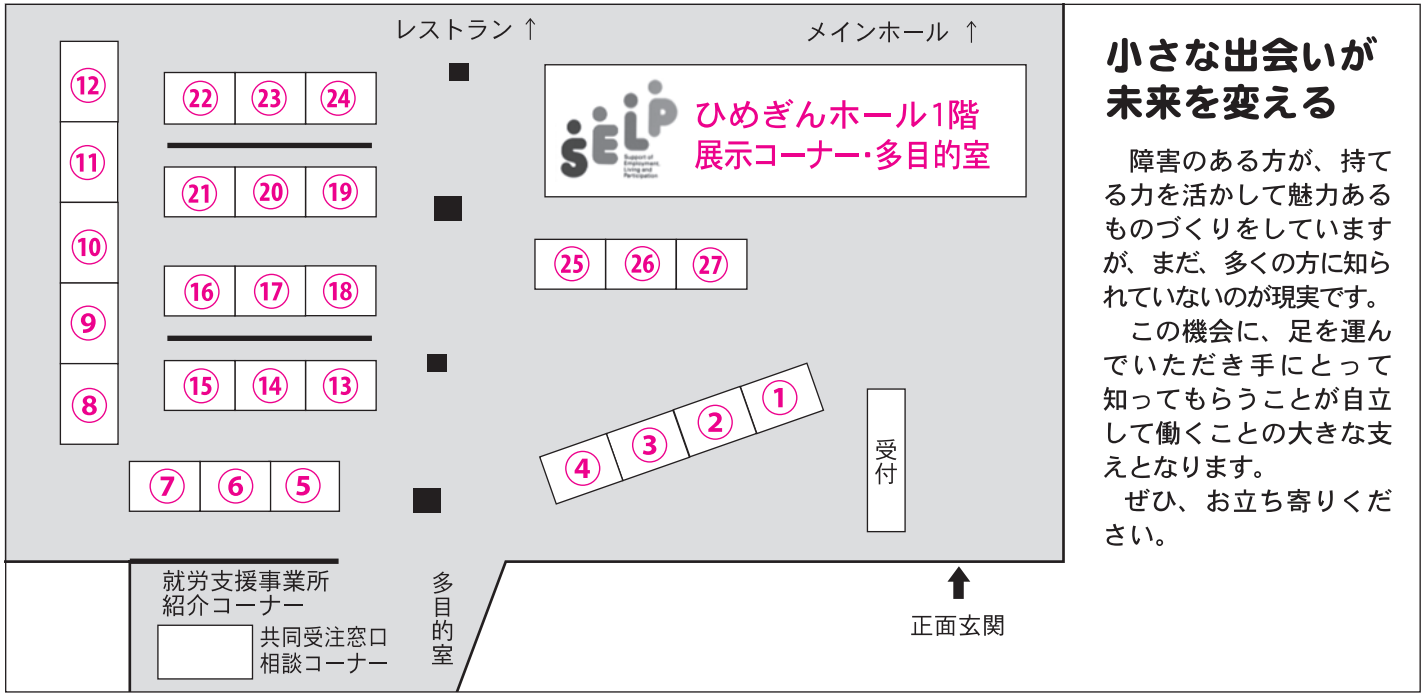 レストラン ↑
メインホール ↑
SELP
Support of
Employment,
Living and
Participation
ひめぎんホール1階
展示コーナー・多目的室
⑫
⑪
⑩
⑨
⑧
㉒ ㉓ ㉔
㉑ ⑳ ⑲
⑯ ⑰ ⑱
⑮ ⑭ ⑬
⑦ ⑥ ⑤
㉕ ㉖ ㉗
④ ③ ② ①
受付
就労支援事業所
紹介コーナー
共同受注窓口
相談コーナー
多目的室
正面玄関
小さな出会いが
未来を変える
障害のある方が、持て
る力を活かして魅力ある
ものづくりをしています
が、まだ、多くの方に知ら
れていないのが現実です。
この機会に、足を運ん
でいただき手にとって
知ってもらうことが自立
して働くことの大きな支
えとなります。
ぜひ、お立ち寄りくだ
さい。